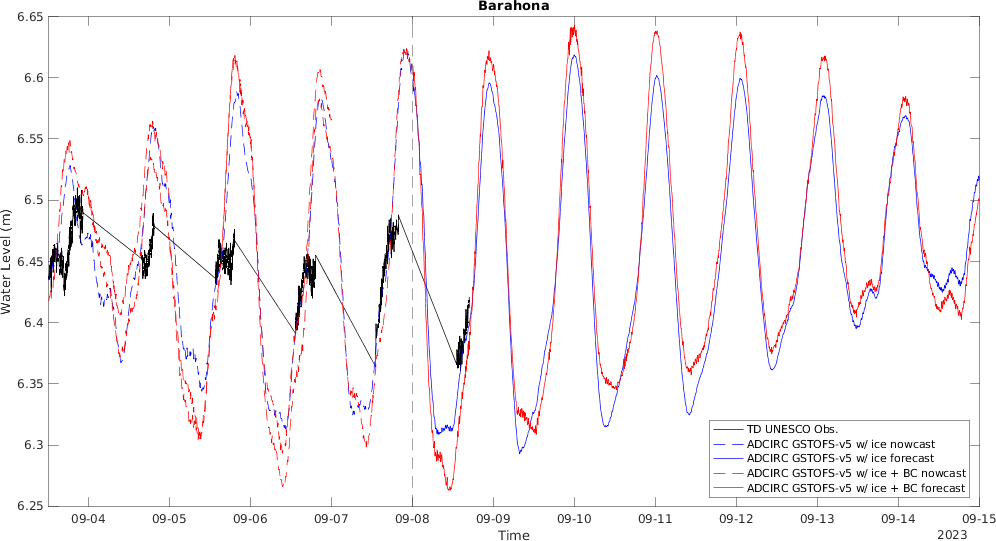 Barahona
6.65
6.6
6.55
6.5
6.45
6.4
6.35
6.3
6.25
Water Level (m)
TD UNESCO Obs.
ADCIRC GSTOFS-v5 w/ ice nowcast
ADCIRC GSTOFS-v5 w/ ice forecast
ADCIRC GSTOFS-v5 w/ ice + BC nowcast
ADCIRC GSTOFS-v5 w/ ice + BC forecast
09-04 09-05 09-06 09-07 09-08 09-09 09-10 09-11 09-12 09-13 09-14 09-15
Time
2023